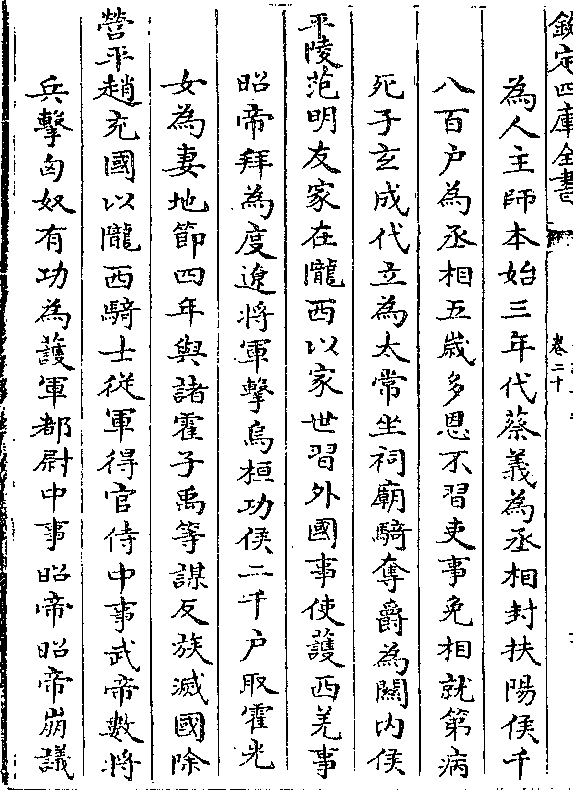 欽定四庫全書
卷二十
為人主師本始三年代蔡義為丞相封扶陽侯千
八百户為丞相五嵗多恩不習吏事免相就第病
死子玄成代立為太常坐祠廟騎奪爵為關内侯
平陵范明友家在隴西以家世習外國事使護西羌事
昭帝拜為度遼將軍擊烏桓功侯二千户取霍光
女為妻地節四年與諸霍子禹等謀反族滅國除
營平趙充國以隴西騎士從軍得官侍中事武帝數將
兵擊匈奴有功為護軍都尉中事昭帝昭帝崩議